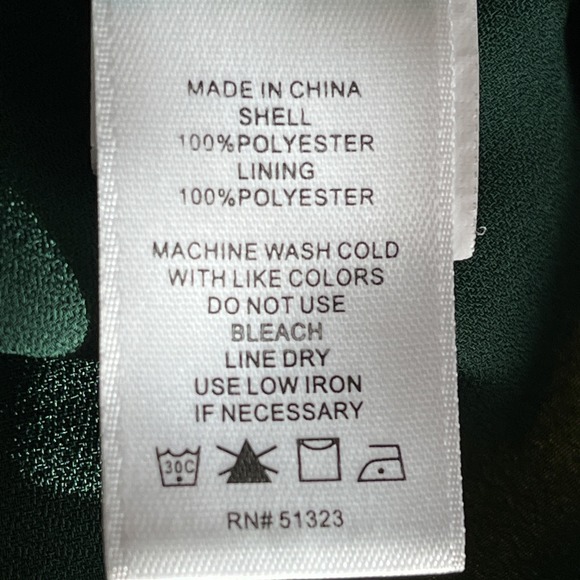 MADE IN CHINA
SHELL
100%POLYESTER
LINING
100%POLYESTER
MACHINE WASH COLD
WITH LIKE COLORS
DO NOT USE
BLEACH
LINE DRY
USE LOW IRON
IF NECESSARY
30C
RN# 51323